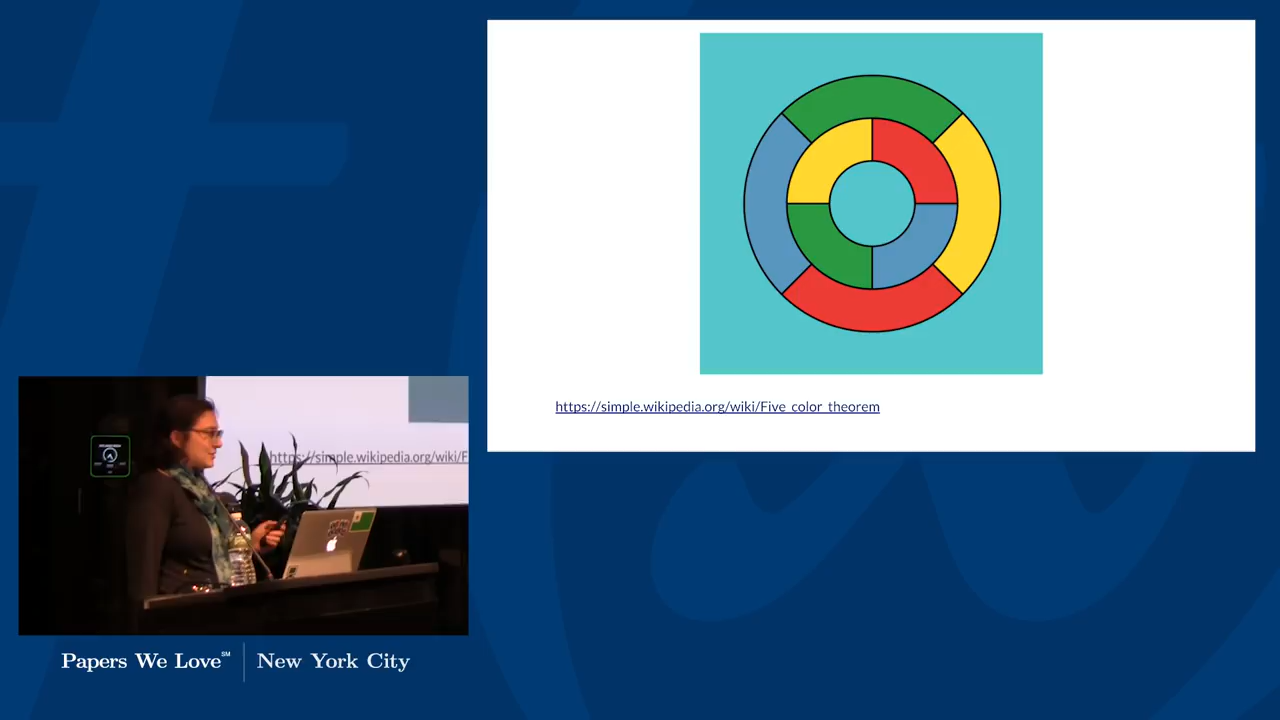 https://simple.wikipedia.org/wiki/Five_color_theorem
https://simple.wikipedia.org/wiki/F
Papers We Love℠ | New York City